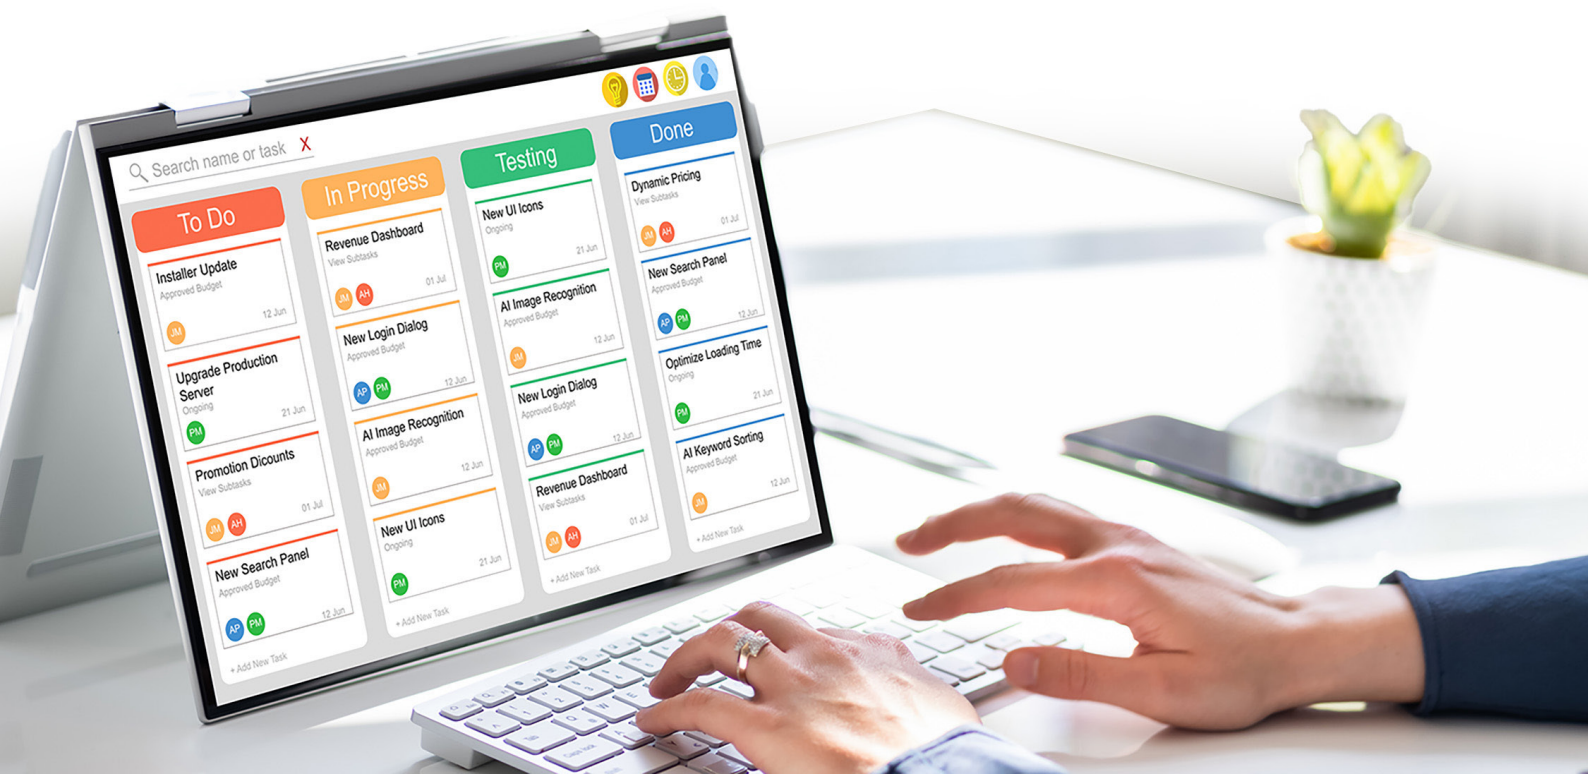 Search name or task X
To Do
Installer Update
Approved Budget
JM
12 Jun
Upgrade Production
Server
Ongoing
PM
21 Jun
Promotion Dicounts
View Subtasks
JM AH
01 Jul
New Search Panel
Approved Budget
AP PM
12 Jun
+ Add New Task
In Progress
Revenue Dashboard
View Subtasks
JM AH
01 Jul
New Login Dialog
Approved Budget
AP PM
12 Jun
AI Image Recognition
Approved Budget
JM
12 Jun
New UI Icons
Ongoing
PM
21 Jun
+ Add New Task
Testing
New UI Icons
Ongoing
PM
21 Jun
AI Image Recognition
Approved Budget
JM
12 Jun
New Login Dialog
Approved Budget
AP PM
12 Jun
Revenue Dashboard
View Subtasks
JM AH
01 Jul
+ Add New Task
Done
Dynamic Pricing
View Subtasks
JM AH
01 Jul
New Search Panel
Approved Budget
AP PM
12 Jun
Optimize Loading Time
Ongoing
PM
21 Jun
AI Keyword Sorting
Approved Budget
JM
12 Jun
+ Add New Task